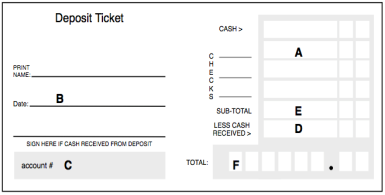 Deposit Ticket
CASH >
A
CHECKS
PRINT
NAME:
Date: B
SUB-TOTAL E
LESS CASH
RECEIVED > D
SIGN HERE IF CASH RECEIVED FROM DEPOSIT
account # C
TOTAL: F .